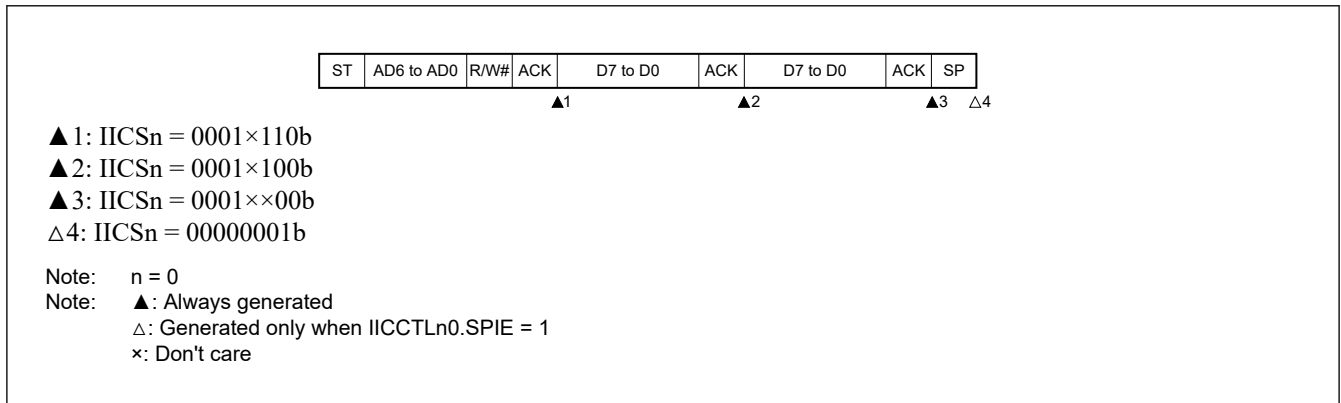 ST AD6 to AD0 R/W# ACK D7 to D0 ACK D7 to D0 ACK SP
▲1 ▲2 ▲3 △4
▲1: IICSn = 0001×110b
▲2: IICSn = 0001×100b
▲3: IICSn = 0001××00b
△4: IICSn = 00000001b
Note: n = 0
Note: ▲: Always generated
△: Generated only when IICCTLn0.SPIE = 1
×: Don't care